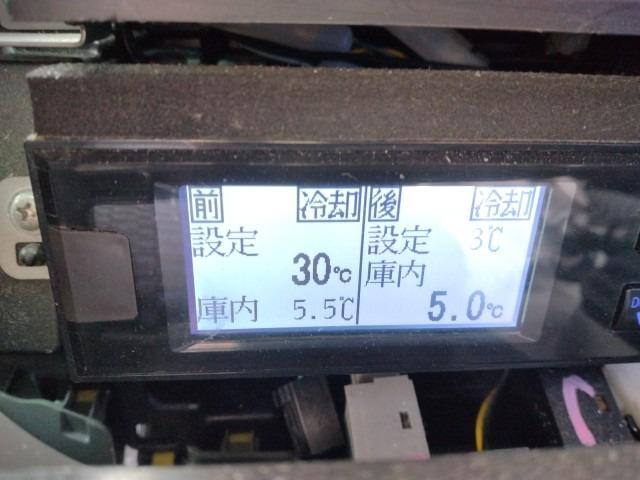 前 冷却 後 冷却
設定 設定 3℃
30℃ 庫内
庫内 5.5℃ 5.0℃